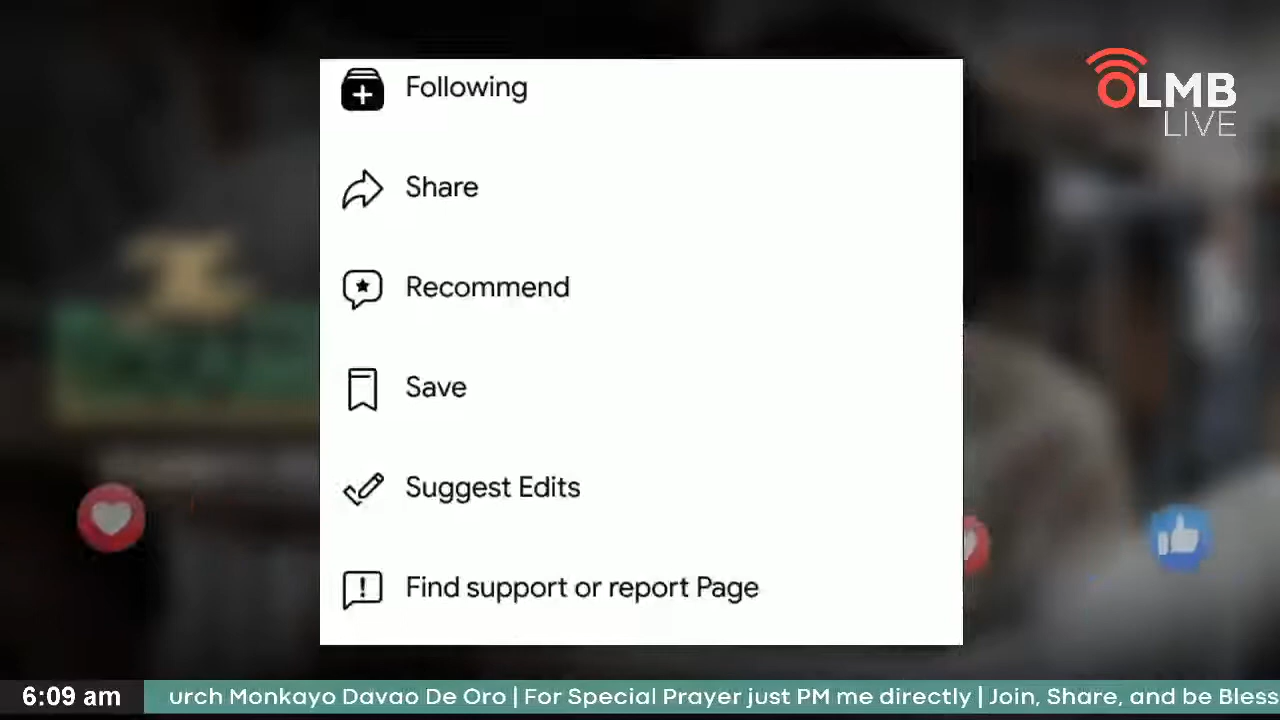 Following
OLMB
LIVE
Share
Recommend
Save
Suggest Edits
Find support or report Page
6:09 am
urch Monkayo Davao De Oro | For Special Prayer just PM me directly | Join, Share, and be Bless